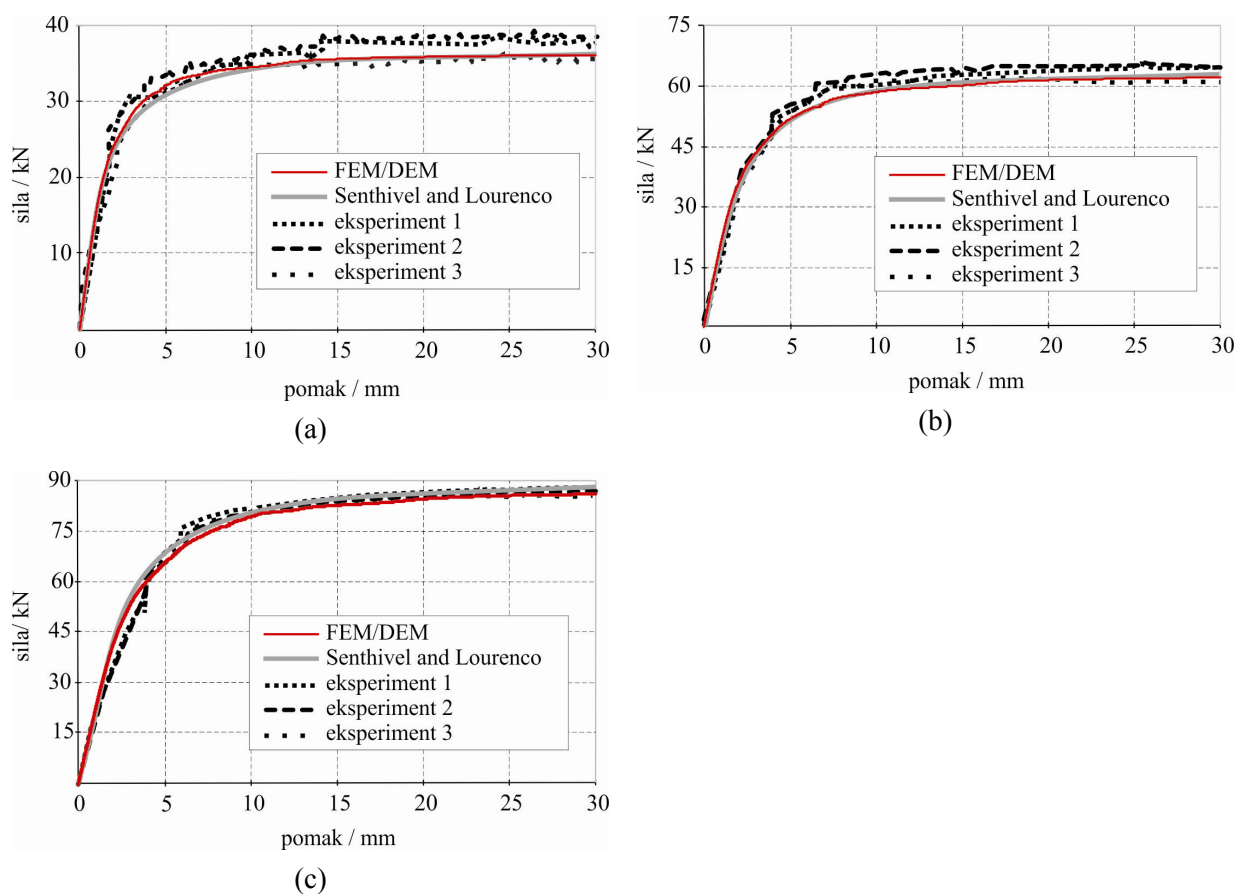 40
30
20
10
sila / kN
FEM/DEM
Senthivel and Lourenco
eksperiment 1
eksperiment 2
eksperiment 3
0 5 10 15 20 25 30
pomak / mm
(a)
75
60
45
30
15
sila / kN
FEM/DEM
Senthivel and Lourenco
eksperiment 1
eksperiment 2
eksperiment 3
0 5 10 15 20 25 30
pomak / mm
(b)
90
75
60
45
30
15
sila/ kN
FEM/DEM
Senthivel and Lourenco
eksperiment 1
eksperiment 2
eksperiment 3
0 5 10 15 20 25 30
pomak / mm
(c)